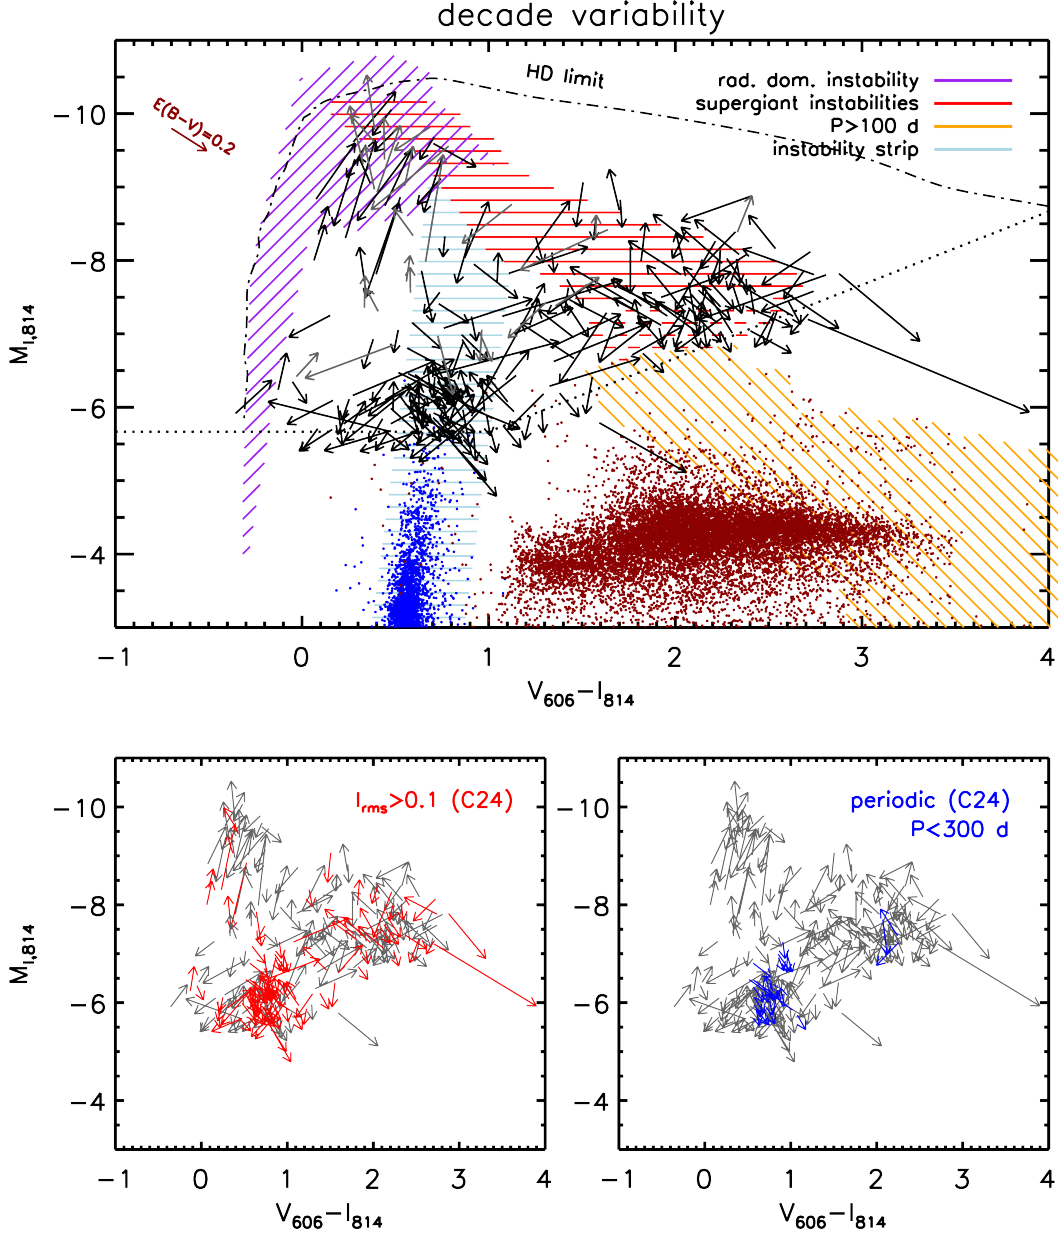 decade variability
HD limit
E(B−V)=0.2
rad. dom. instability
supergiant instabilities
P>100 d
instability strip
−10
−8
−6
−4
M_I,814
−1 0 1 2 3 4
V_606−I_814
I_rms>0.1 (C24)
−10
−8
−6
−4
M_I,814
−1 0 1 2 3 4
V_606−I_814
periodic (C24)
P<300 d
−10
−8
−6
−4
−1 0 1 2 3 4
V_606−I_814